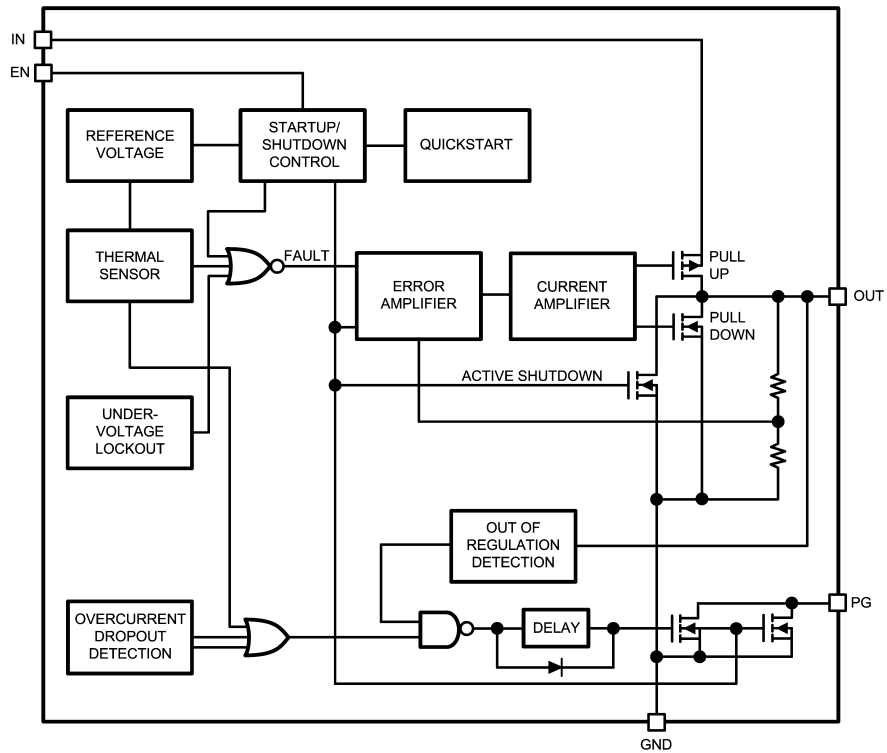 IN
EN
REFERENCE
VOLTAGE
STARTUP/
SHUTDOWN
CONTROL
QUICKSTART
THERMAL
SENSOR
FAULT
ERROR
AMPLIFIER
CURRENT
AMPLIFIER
PULL
UP
OUT
PULL
DOWN
ACTIVE SHUTDOWN
UNDER-
VOLTAGE
LOCKOUT
OUT OF
REGULATION
DETECTION
OVERCURRENT
DROPOUT
DETECTION
DELAY
PG
GND